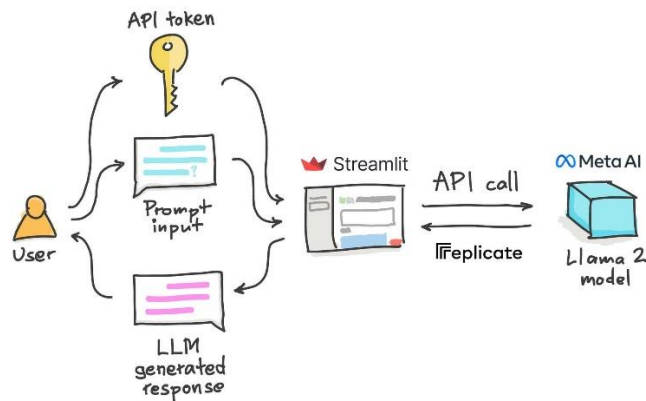 API token
Prompt
input
User
LLM
generated
response
Streamlit
API call
replicate
Meta AI
Llama 2
model